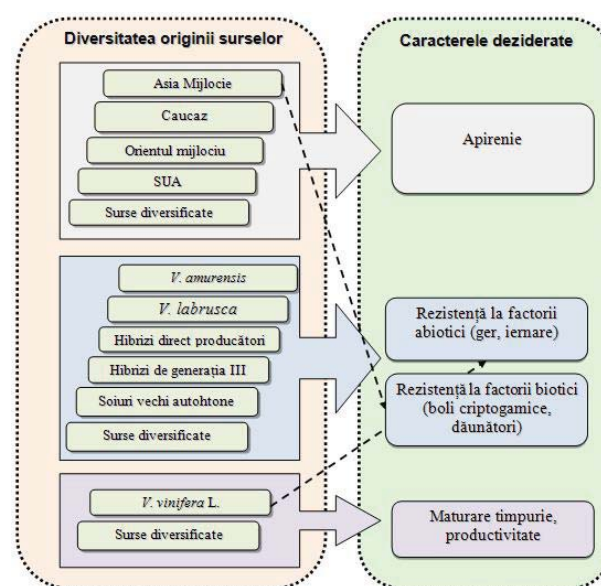 Diversitatea originii surselor
Asia Mijlocie
Caucaz
Orientul mijlociu
SUA
Surse diversificate
V. amurensis
V. labrusca
Hibrizi direct producători
Hibrizi de generația III
Soiuri vechi autohtone
Surse diversificate
V. vinifera L.
Surse diversificate
Caracterele deziderate
Apirenie
Rezistență la factorii
abiotici (ger, iernare)
Rezistență la factorii biotici
(boli criptogamice,
dăunători)
Maturare timpurie,
productivitate